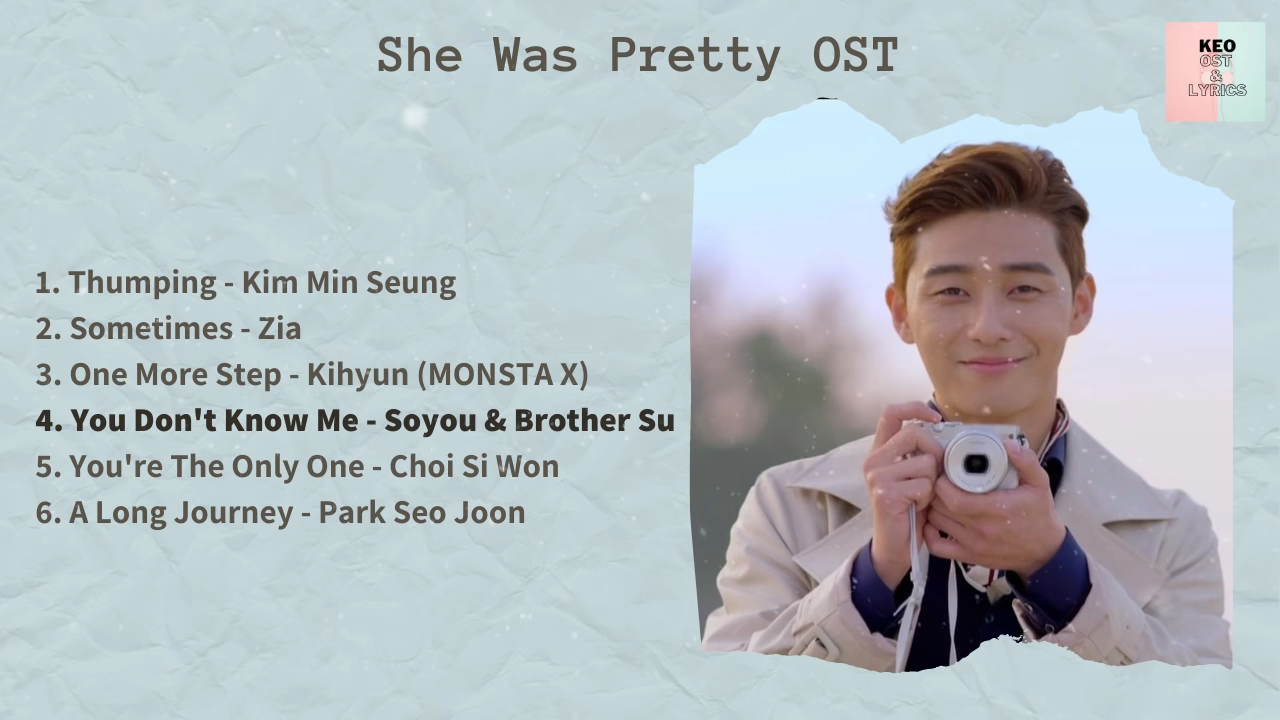 She Was Pretty OST
KEO
OST
&
LYRICS
1. Thumping - Kim Min Seung
2. Sometimes - Zia
3. One More Step - Kihyun (MONSTA X)
4. You Don't Know Me - Soyou & Brother Su
5. You're The Only One - Choi Si Won
6. A Long Journey - Park Seo Joon